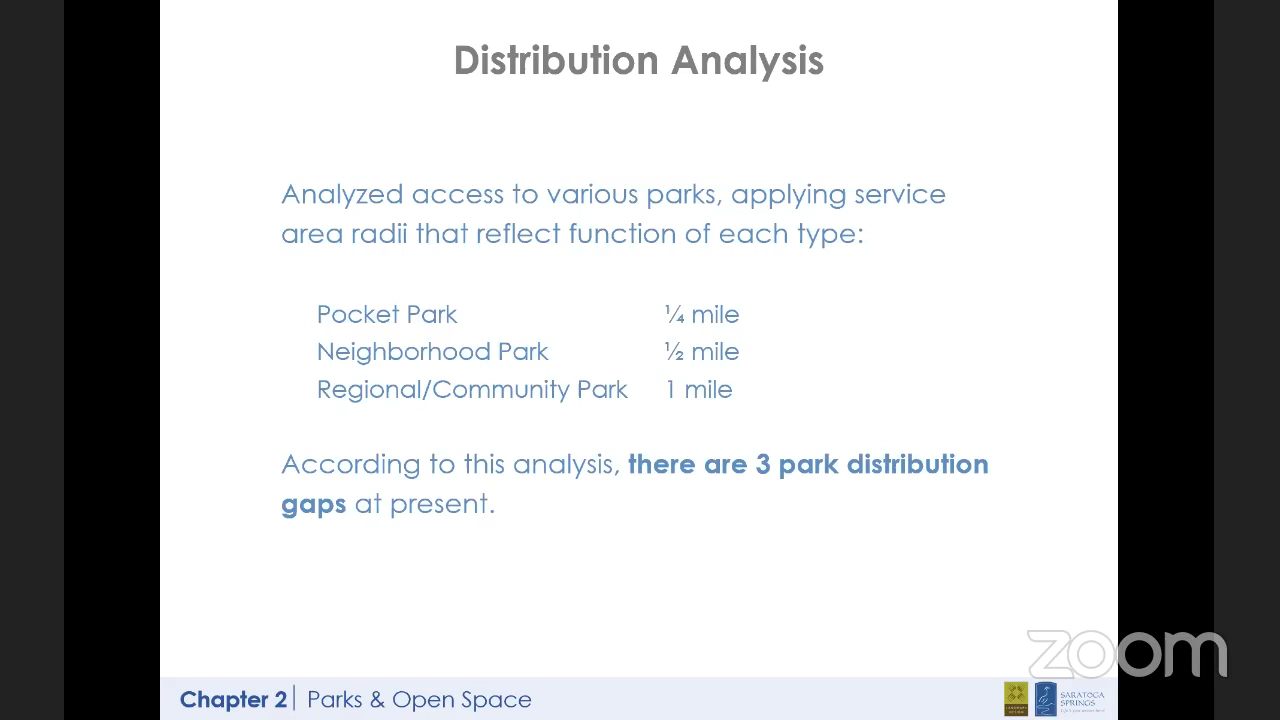 Distribution Analysis
Analyzed access to various parks, applying service
area radii that reflect function of each type:
Pocket Park ¼ mile
Neighborhood Park ½ mile
Regional/Community Park 1 mile
According to this analysis, there are 3 park distribution
gaps at present.
zoom
Chapter 2 | Parks & Open Space
SARATOGA
SPRINGS